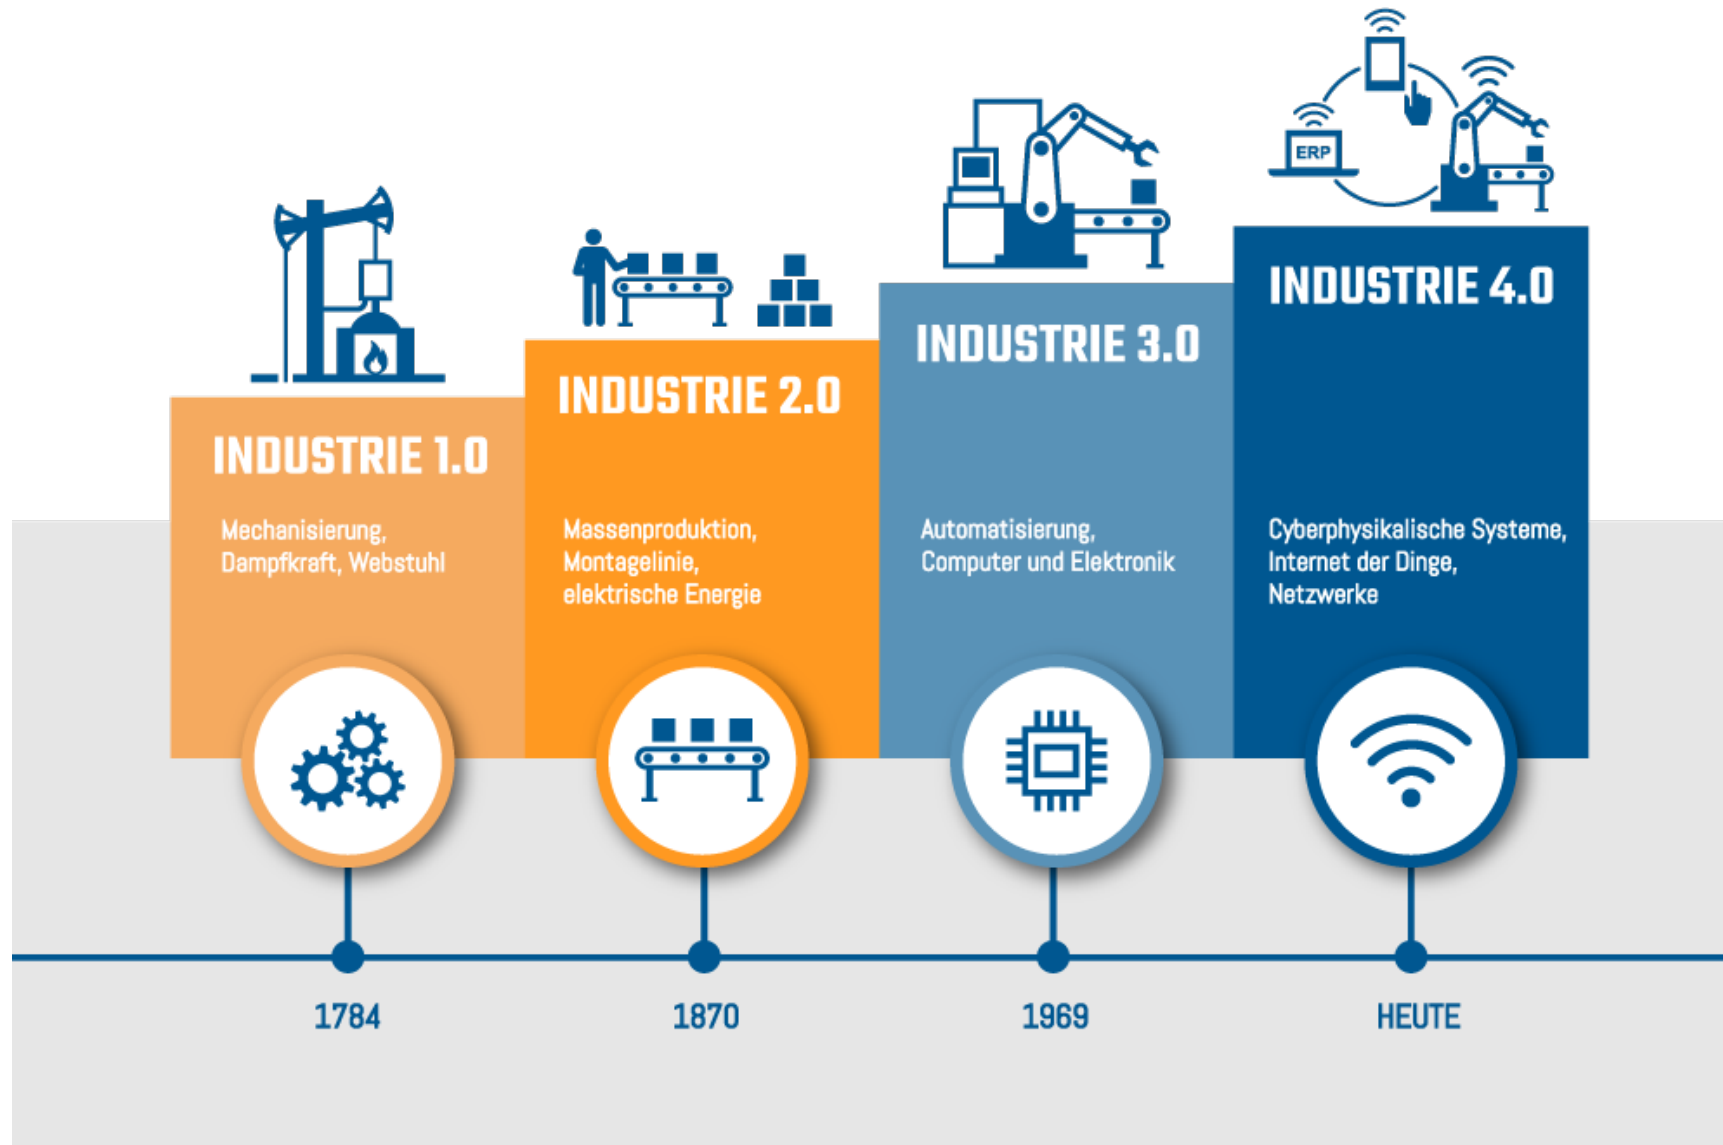 ERP
INDUSTRIE 1.0
Mechanisierung,
Dampfkraft, Webstuhl
INDUSTRIE 2.0
Massenproduktion,
Montagelinie,
elektrische Energie
INDUSTRIE 3.0
Automatisierung,
Computer und Elektronik
INDUSTRIE 4.0
Cyberphysikalische Systeme,
Internet der Dinge,
Netzwerke
1784
1870
1969
HEUTE